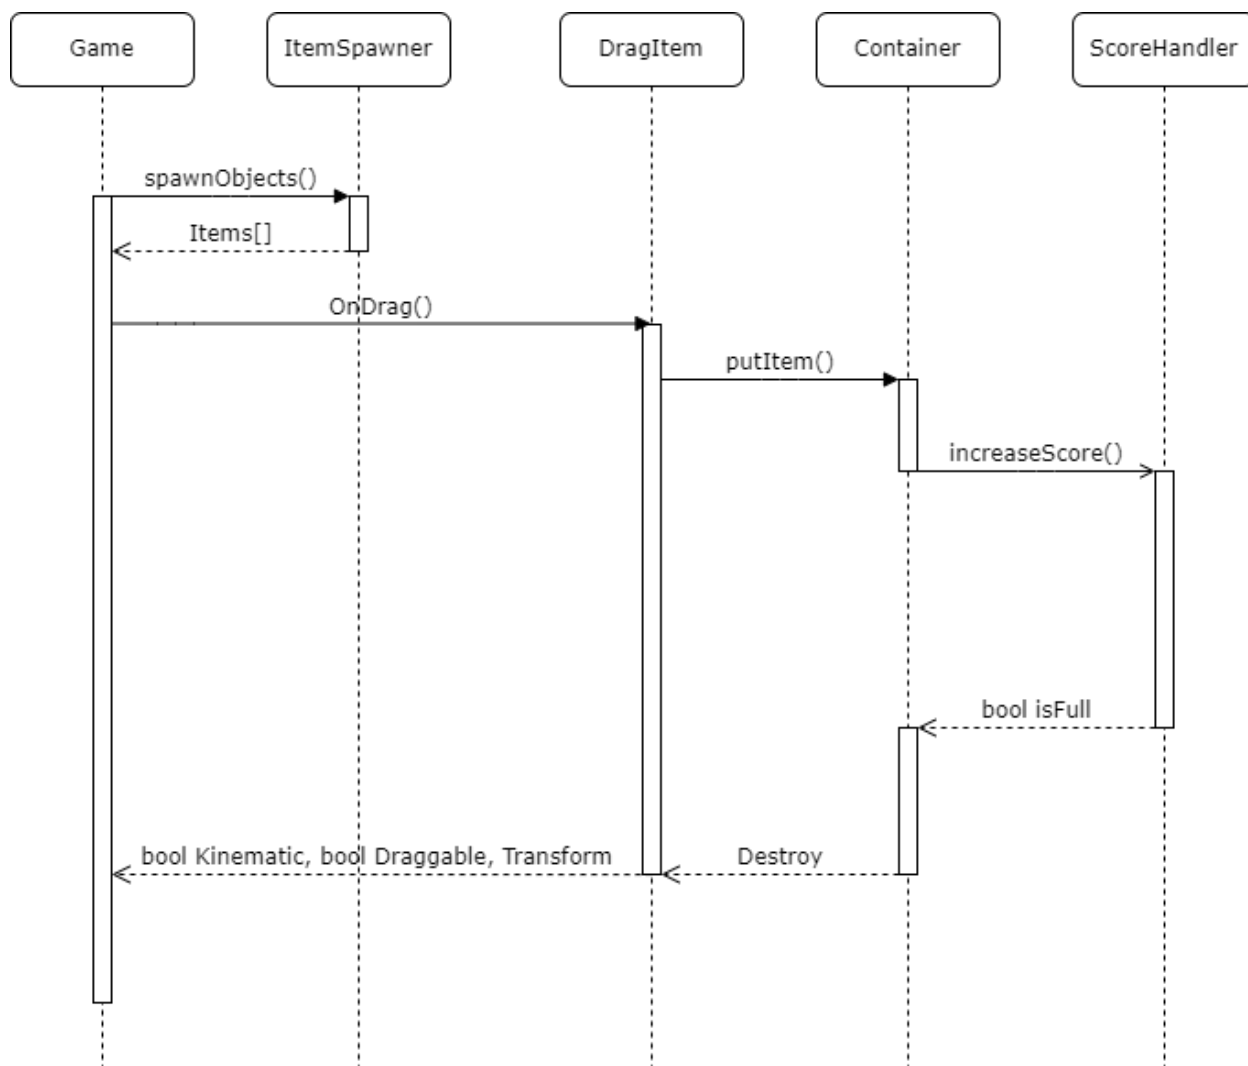 Game
ItemSpawner
DragItem
Container
ScoreHandler
spawnObjects()
Items[]
OnDrag()
putItem()
increaseScore()
bool isFull
bool Kinematic, bool Draggable, Transform
Destroy